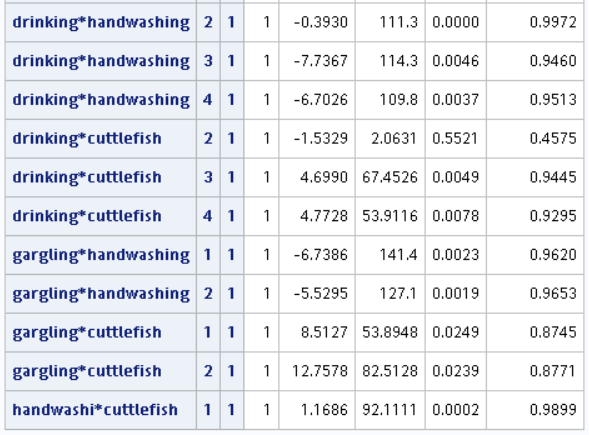 drinking*handwashing 2 1 1 -0.3930 111.3 0.0000 0.9972
drinking*handwashing 3 1 1 -7.7367 114.3 0.0046 0.9460
drinking*handwashing 4 1 1 -6.7026 109.8 0.0037 0.9513
drinking*cuttlefish 2 1 1 -1.5329 2.0631 0.5521 0.4575
drinking*cuttlefish 3 1 1 4.6990 67.4526 0.0049 0.9445
drinking*cuttlefish 4 1 1 4.7728 53.9116 0.0078 0.9295
gargling*handwashing 1 1 1 -6.7386 141.4 0.0023 0.9620
gargling*handwashing 2 1 1 -5.5295 127.1 0.0019 0.9653
gargling*cuttlefish 1 1 1 8.5127 53.8948 0.0249 0.8745
gargling*cuttlefish 2 1 1 12.7578 82.5128 0.0239 0.8771
handwashi*cuttlefish 1 1 1 1.1686 92.1111 0.0002 0.9899